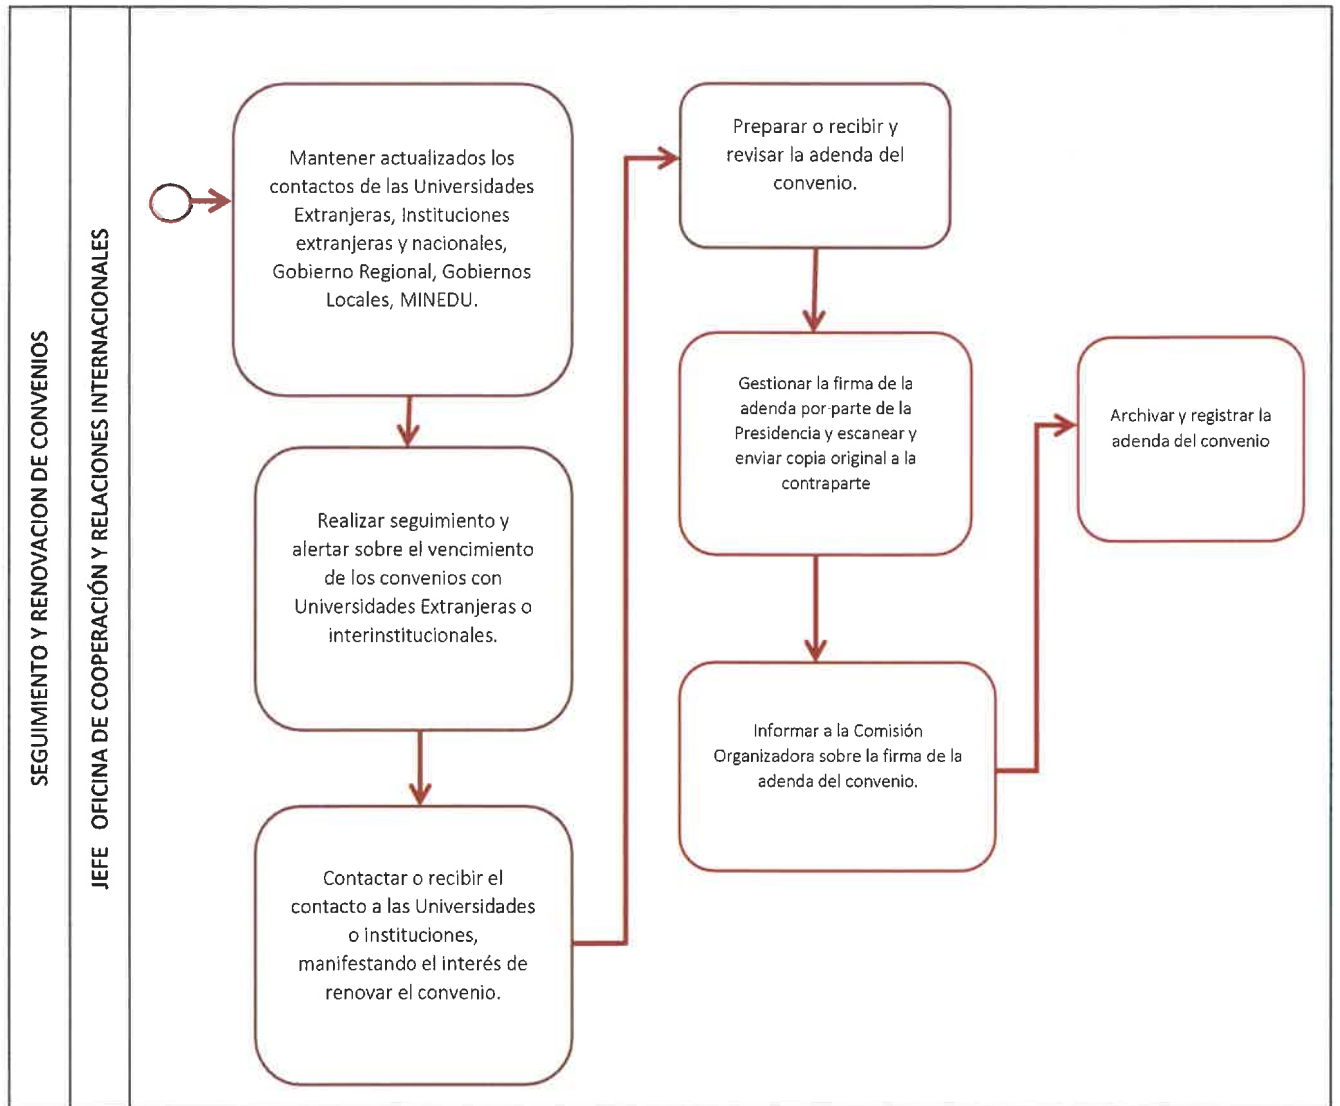 SEGUIMIENTO Y RENOVACION DE CONVENIOS
JEFE OFICINA DE COOPERACIÓN Y RELACIONES INTERNACIONALES
Mantener actualizados los
contactos de las Universidades
Extranjeras, Instituciones
extranjeras y nacionales,
Gobierno Regional, Gobiernos
Locales, MINEDU.
Realizar seguimiento y
alertar sobre el vencimiento
de los convenios con
Universidades Extranjeras o
interinstitucionales.
Contactar o recibir el
contacto a las Universidades
o instituciones,
manifestando el interés de
renovar el convenio.
Preparar o recibir y
revisar la adenda del
convenio.
Gestionar la firma de la
adenda por-parte de la
Presidencia y escanear y
enviar copia original a la
contraparte
Informar a la Comisión
Organizadora sobre la firma de la
adenda del convenio.
Archivar y registrar la
adenda del convenio